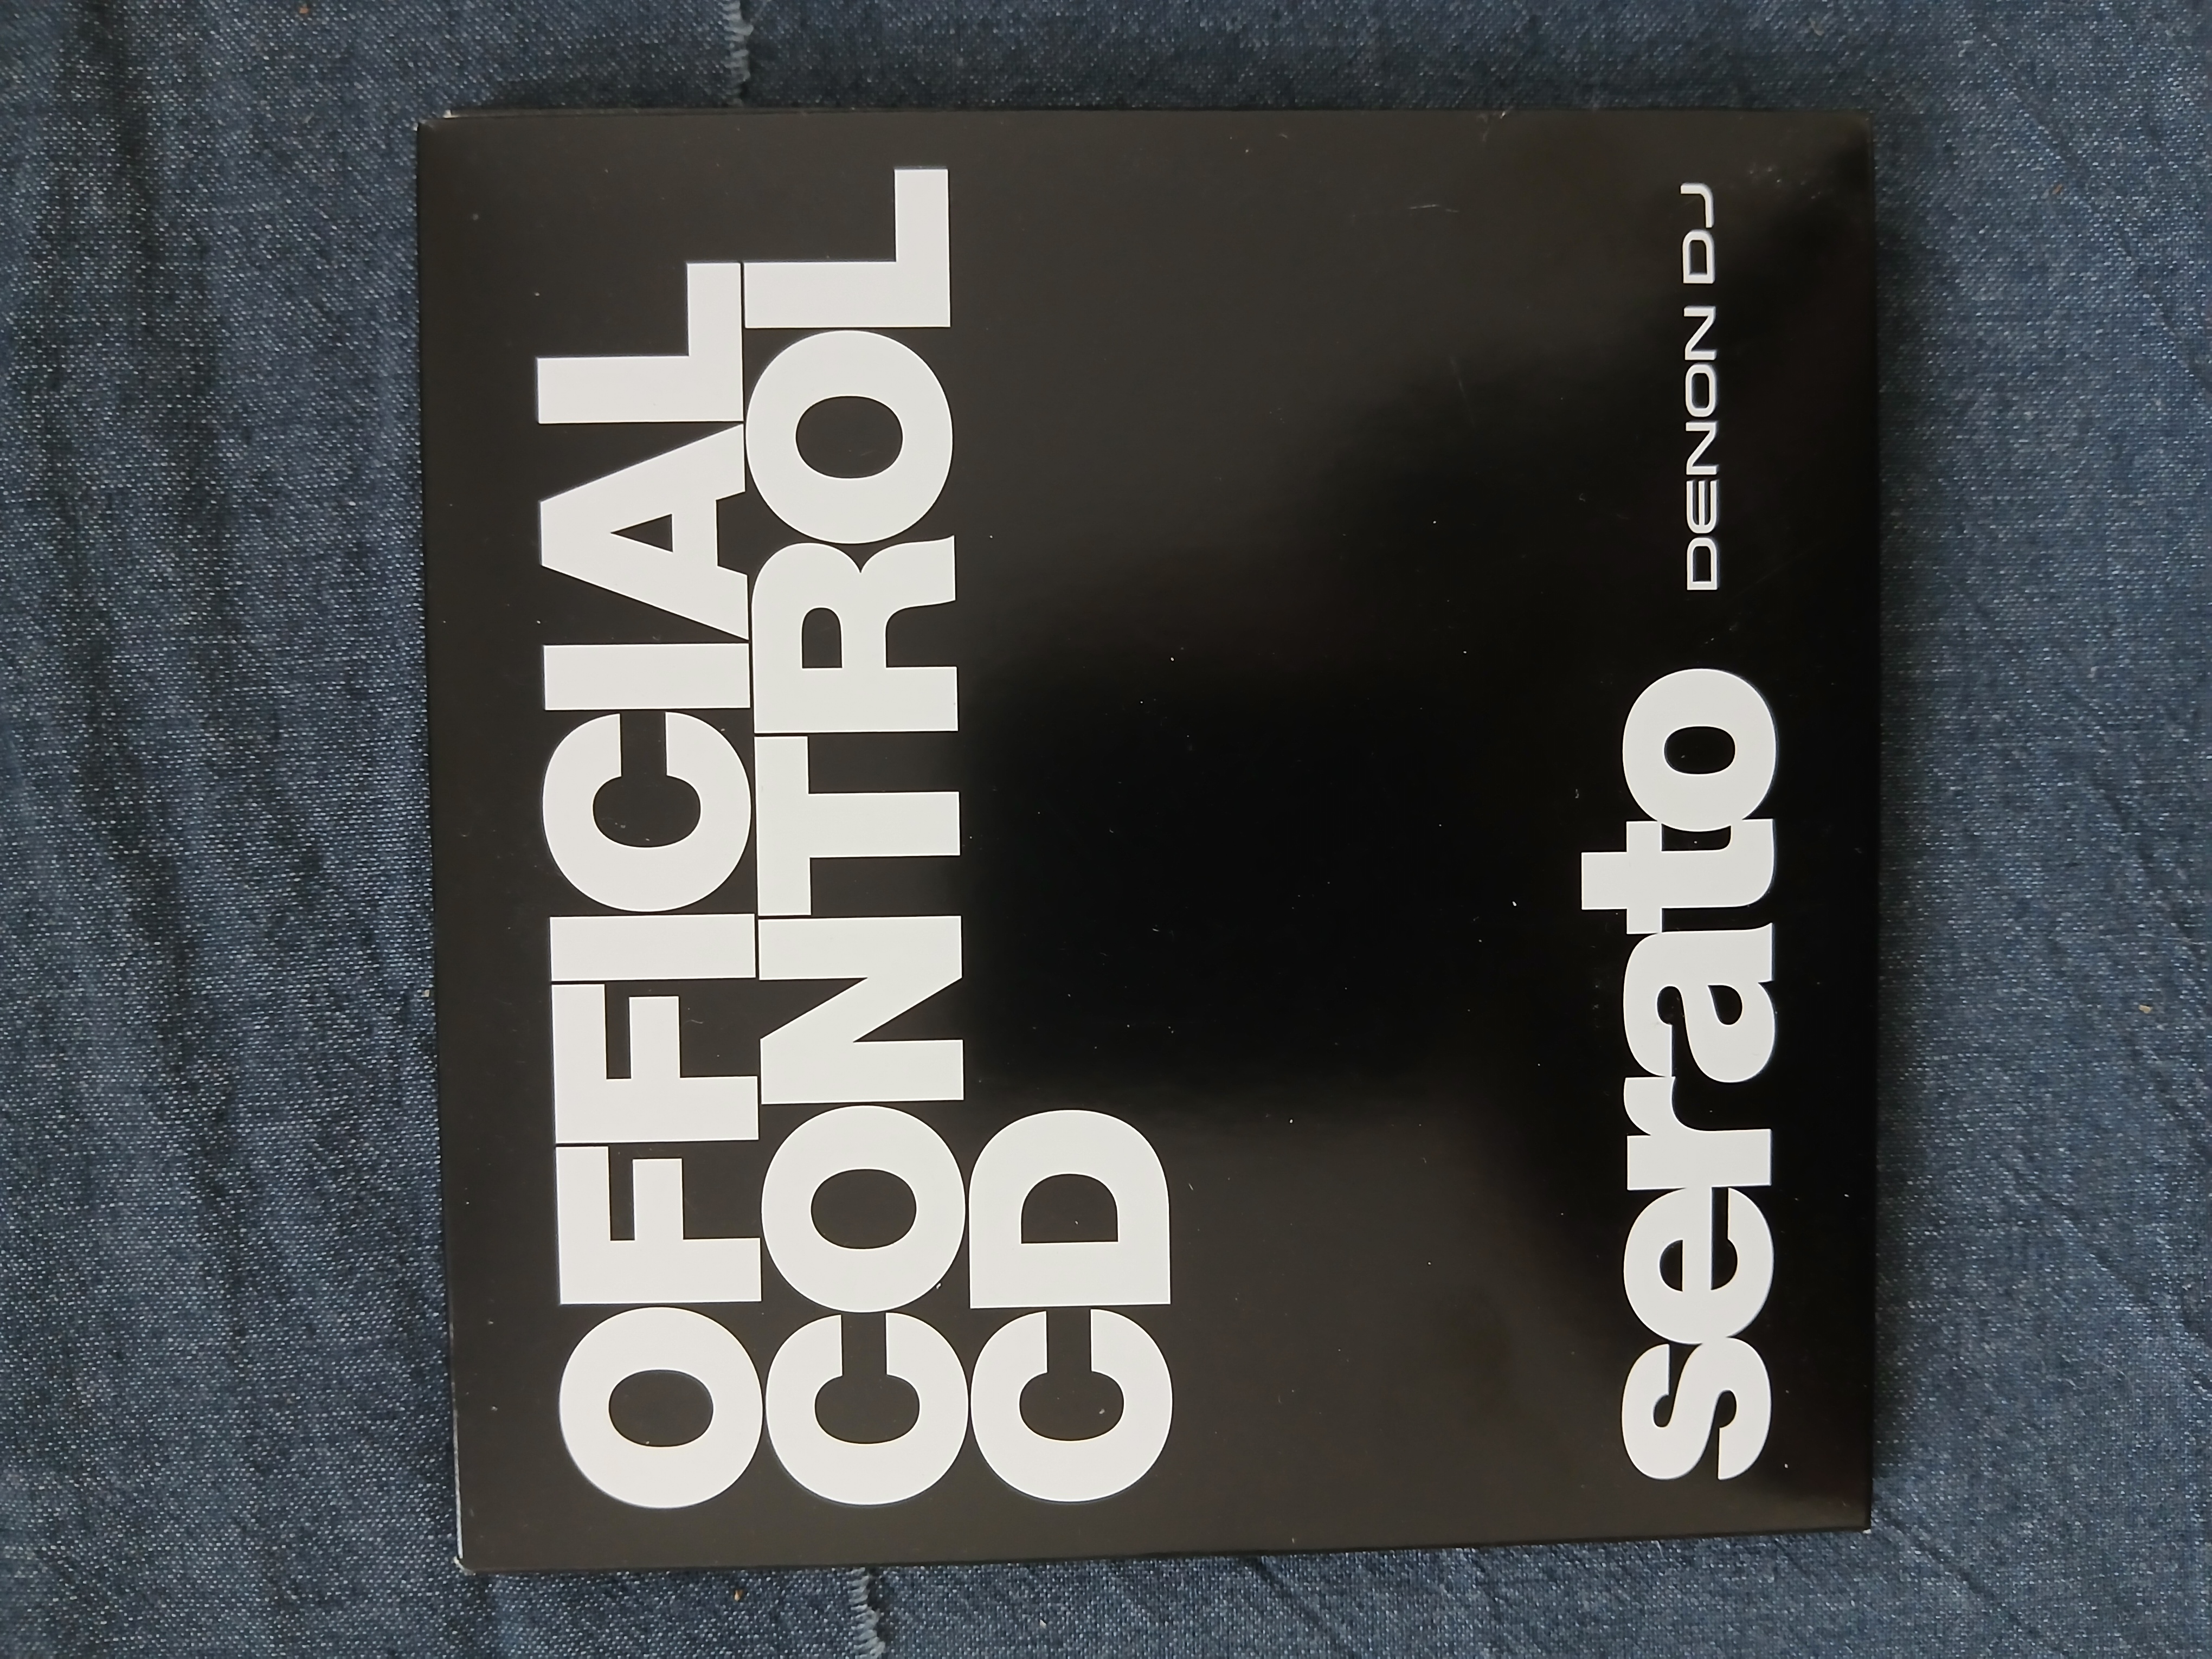 OFFICIAL
CONTROL
CD
serato DENON DJ